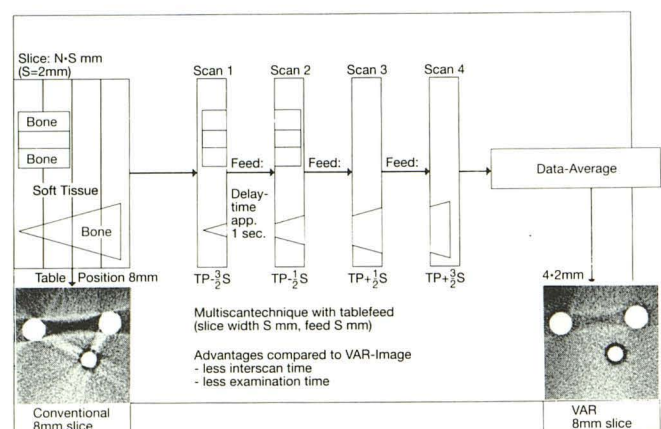 Slice: N•S mm
(S=2mm)
Scan 1
Scan 2
Scan 3
Scan 4
Bone
Bone
Soft Tissue
Bone
Feed:
Feed:
Feed:
Delay-
time
app.
1 sec.
Data-Average
Table Position 8mm
TP-3/2S
TP-1/2S
TP+1/2S
TP+3/2S
4•2mm
Multiscantechnique with tablefeed
(slice width S mm, feed S mm)
Advantages compared to VAR-Image
- less interscan time
- less examination time
Conventional
8mm slice
VAR
8mm slice